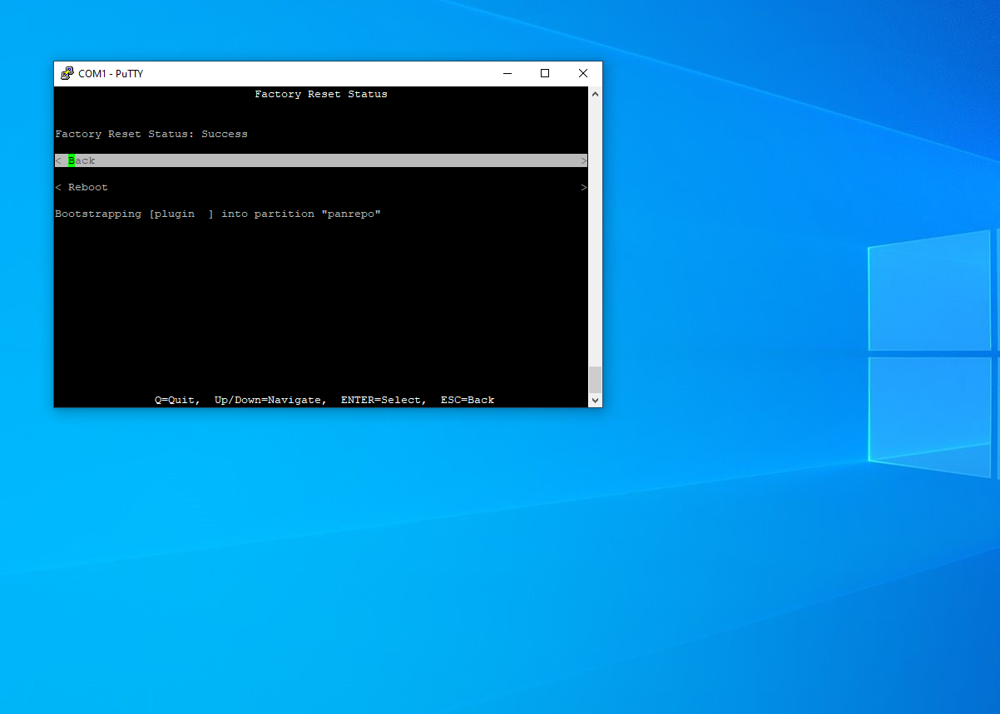 COM1 - PuTTY
Factory Reset Status
Factory Reset Status: Success
< Back >
< Reboot >
Bootstrapping [plugin  ] into partition "panrepo"
Q=Quit,  Up/Down=Navigate,  ENTER=Select,  ESC=Back